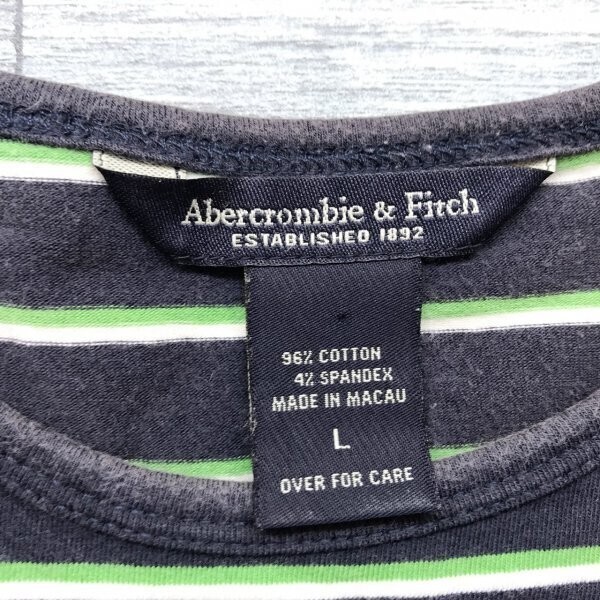 Abercrombie & Fitch
ESTABLISHED 1892
96% COTTON
4% SPANDEX
MADE IN MACAU
L
OVER FOR CARE